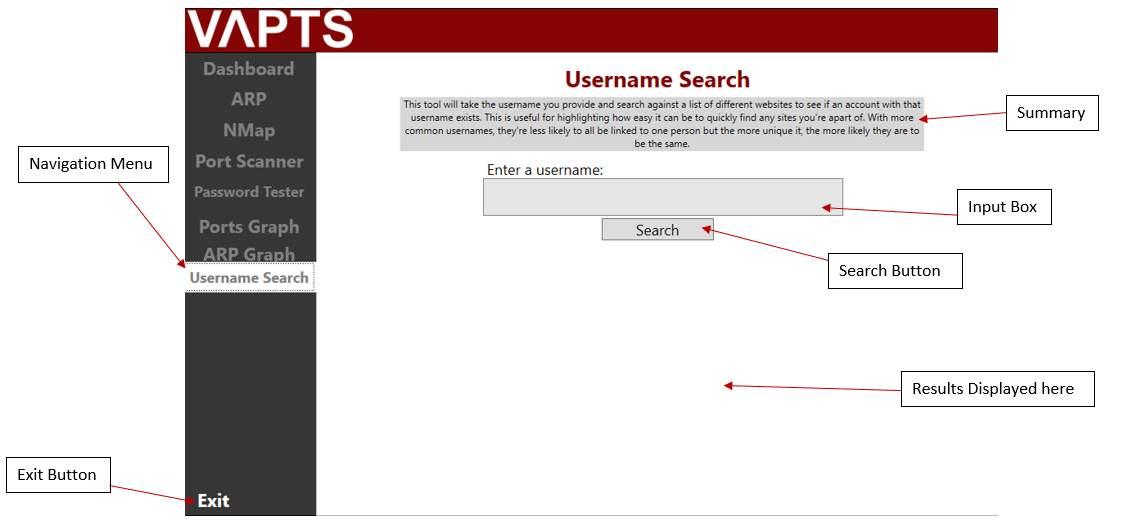 VAPTS
Dashboard
ARP
NMap
Port Scanner
Password Tester
Ports Graph
ARP Graph
Username Search
Exit
Username Search
This tool will take the username you provide and search against a list of different websites to see if an account with that
username exists. This is useful for highlighting how easy it can be to quickly find any sites you're apart of. With more
common usernames, they're less likely to all be linked to one person but the more unique it, the more likely they are to
be the same.
Enter a username:
Search
Navigation Menu
Exit Button
Summary
Input Box
Search Button
Results Displayed here